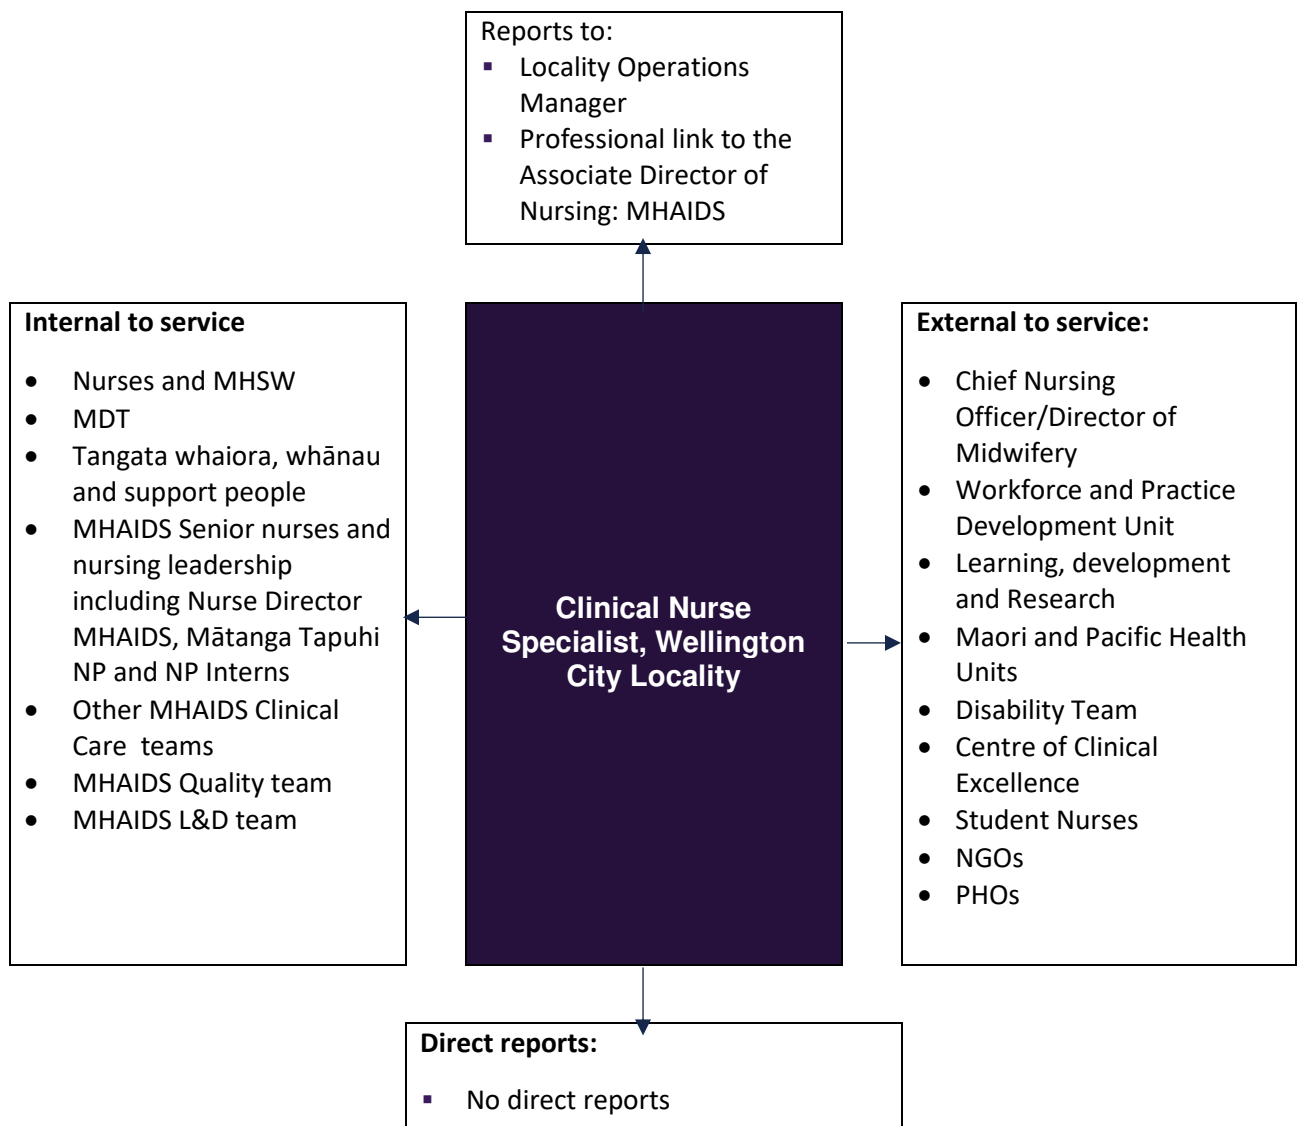 Reports to:
▪ Locality Operations
Manager
▪ Professional link to the
Associate Director of
Nursing: MHAIDS
Internal to service
• Nurses and MHSW
• MDT
• Tangata whaiora, whānau
and support people
• MHAIDS Senior nurses and
nursing leadership
including Nurse Director
MHAIDS, Mātanga Tapuhi
NP and NP Interns
• Other MHAIDS Clinical
Care teams
• MHAIDS Quality team
• MHAIDS L&D team
Clinical Nurse
Specialist, Wellington
City Locality
External to service:
• Chief Nursing
Officer/Director of
Midwifery
• Workforce and Practice
Development Unit
• Learning, development
and Research
• Maori and Pacific Health
Units
• Disability Team
• Centre of Clinical
Excellence
• Student Nurses
• NGOs
• PHOs
Direct reports:
▪ No direct reports